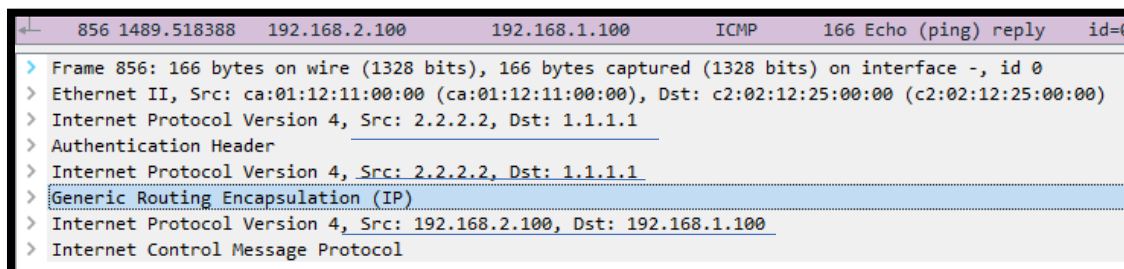 856 1489.518388 192.168.2.100 192.168.1.100 ICMP 166 Echo (ping) reply
Frame 856: 166 bytes on wire (1328 bits), 166 bytes captured (1328 bits) on interface -, id 0
Ethernet II, Src: ca:01:12:11:00:00 (ca:01:12:11:00:00), Dst: c2:02:12:25:00:00 (c2:02:12:25:00:00)
Internet Protocol Version 4, Src: 2.2.2.2, Dst: 1.1.1.1
Authentication Header
Internet Protocol Version 4, Src: 2.2.2.2, Dst: 1.1.1.1
Generic Routing Encapsulation (IP)
Internet Protocol Version 4, Src: 192.168.2.100, Dst: 192.168.1.100
Internet Control Message Protocol